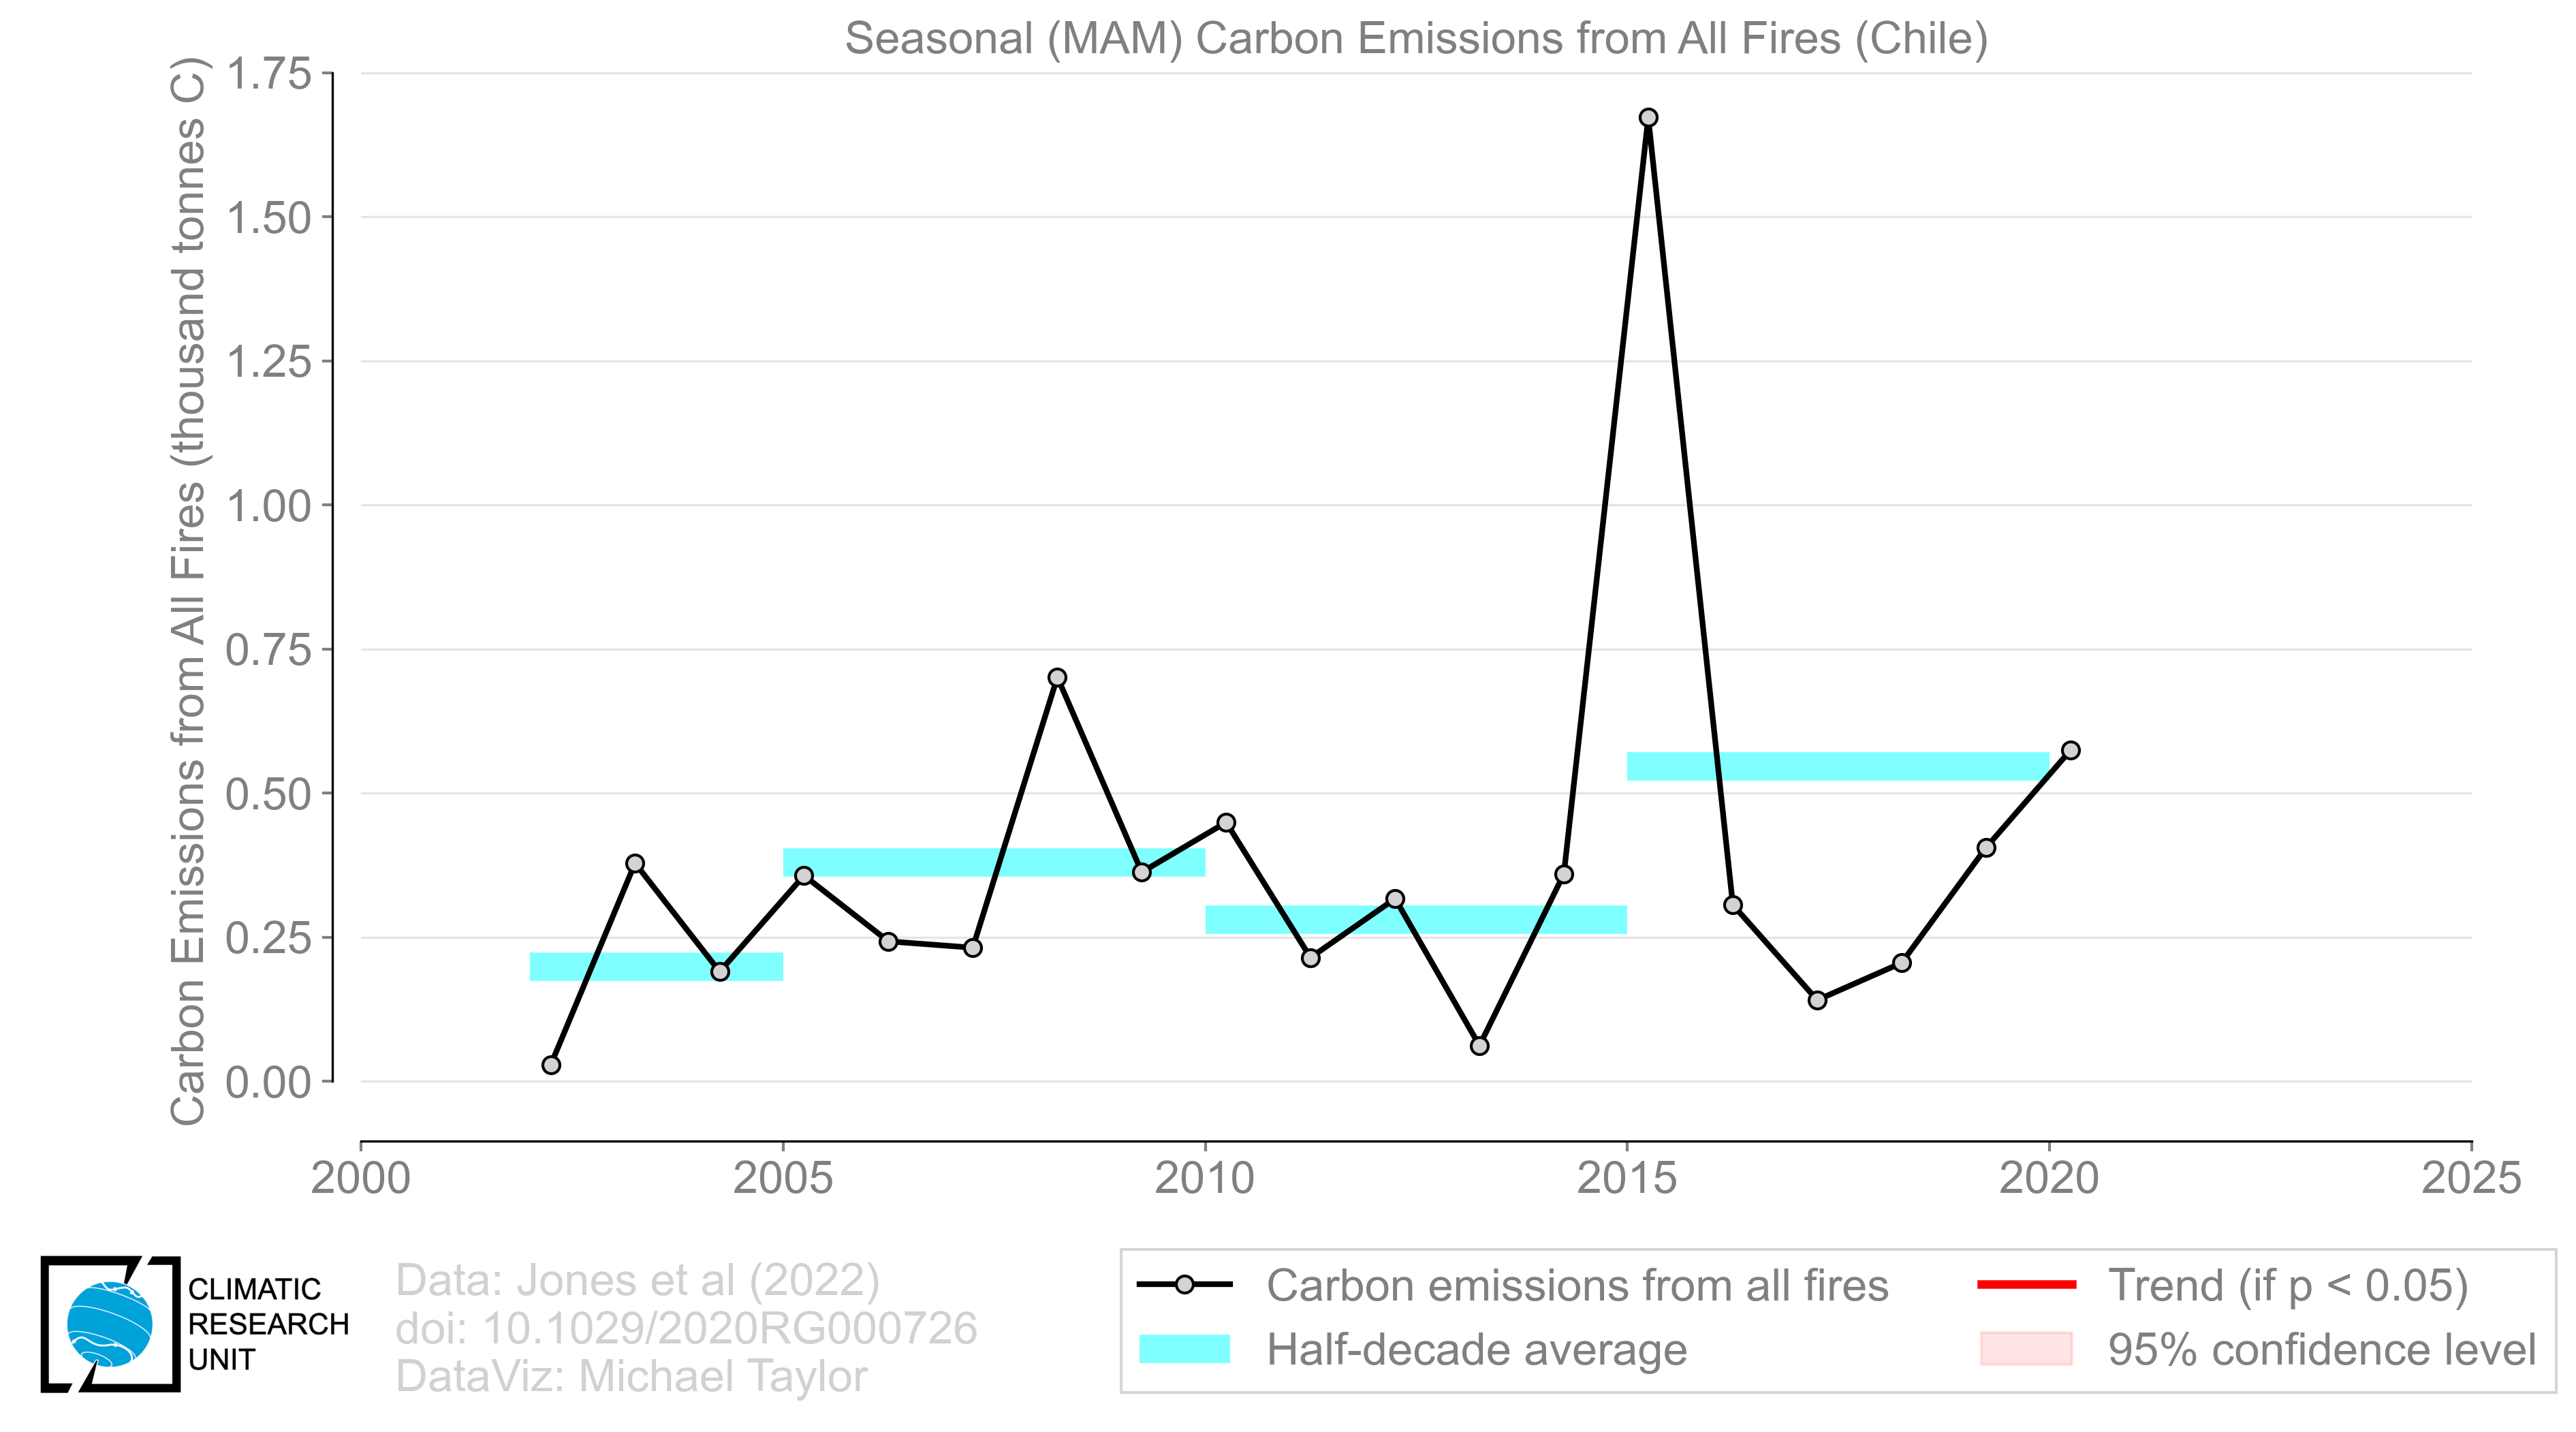 Seasonal (MAM) Carbon Emissions from All Fires (Chile)
Carbon Emissions from All Fires (thousand tonnes C)
1.75
1.50
1.25
1.00
0.75
0.50
0.25
0.00
2000 2005 2010 2015 2020 2025
CLIMATIC
RESEARCH
UNIT
Data: Jones et al (2022)
doi: 10.1029/2020RG000726
DataViz: Michael Taylor
Carbon emissions from all fires
Half-decade average
Trend (if p < 0.05)
95% confidence level